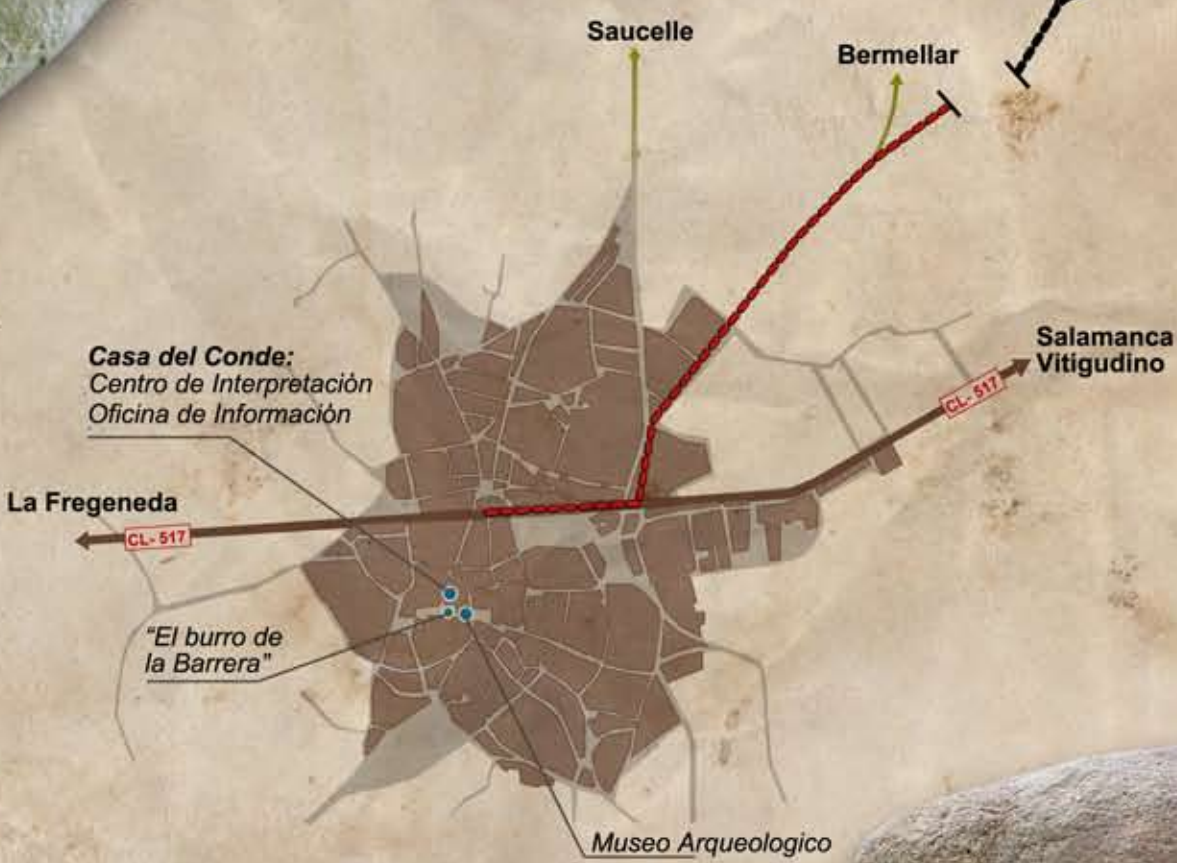 Saucelle
Bermellar
Salamanca
Vitigudino
CL-517
Casa del Conde:
Centro de Interpretación
Oficina de Información
La Fregeneda
CL-517
"El burro de
la Barrera"
Museo Arqueologico